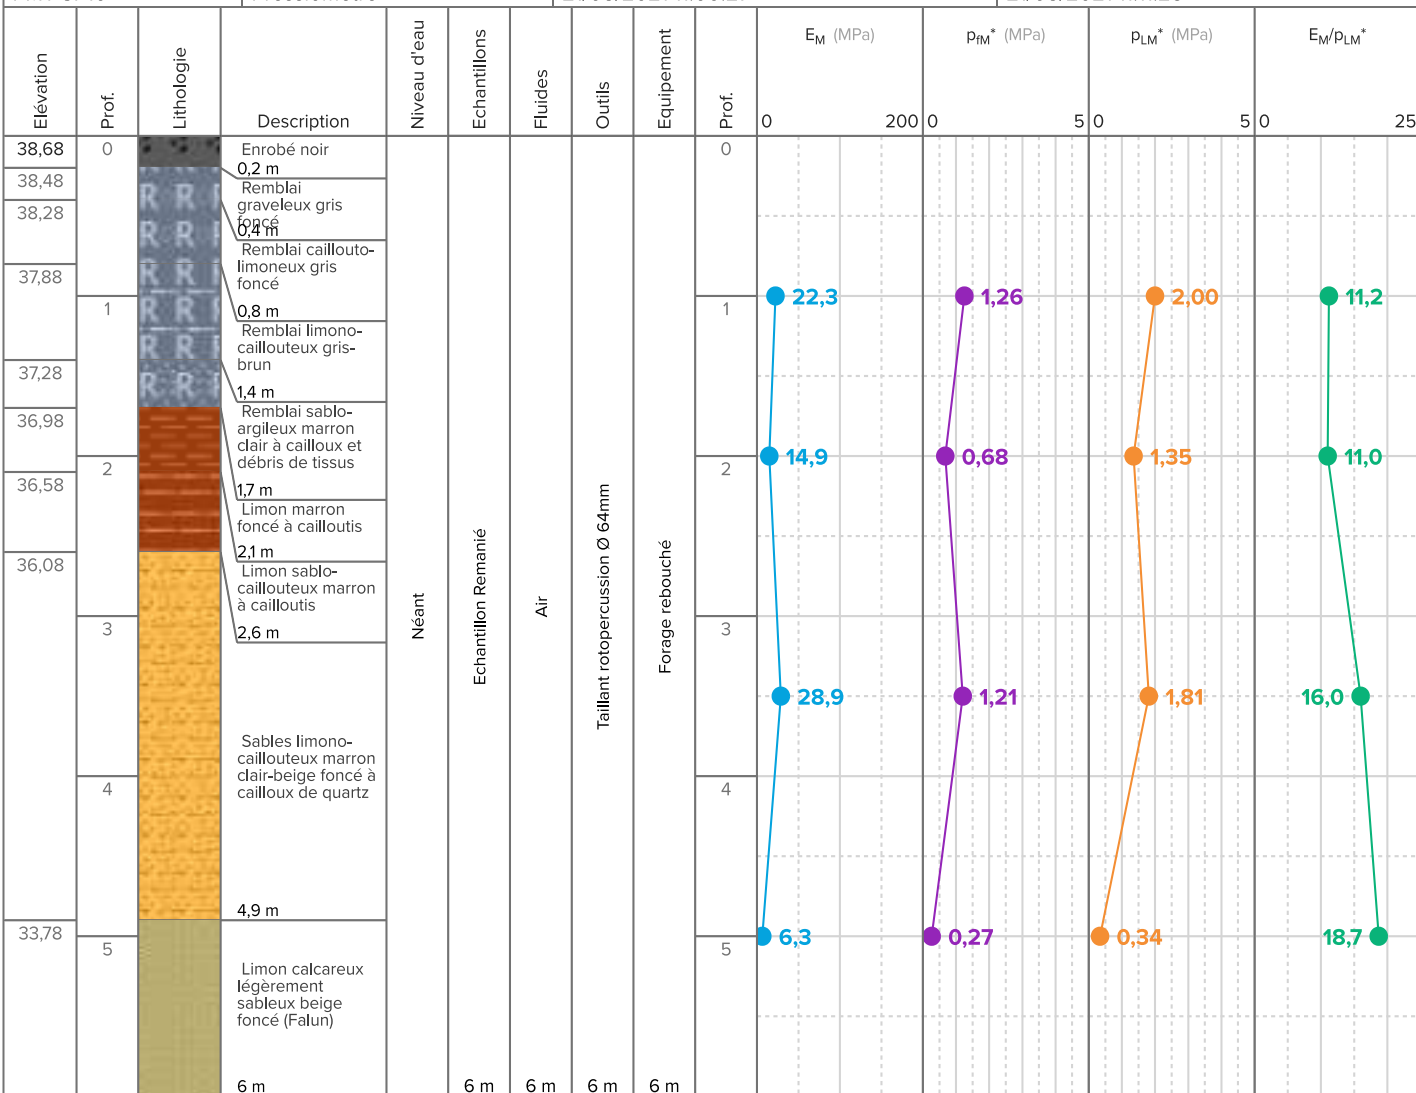 Elévation
Prof.
Lithologie
Description
Niveau d'eau
Echantillons
Fluides
Outils
Equipement
Prof.
E_M (MPa)
p_fM* (MPa)
p_LM* (MPa)
E_M/p_LM*
0 200
0 5
0 5
0 25
38,68
38,48
38,28
37,88
37,28
36,98
36,58
36,08
33,78
0
1
2
3
4
5
R R R
R R R
R R R
R R R
R R R
R R R
Enrobé noir
0,2 m
Remblai
graveleux gris
foncé
0,4 m
Remblai caillouto-
limoneux gris
foncé
0,8 m
Remblai limono-
caillouteux gris-
brun
1,4 m
Remblai sablo-
argileux marron
clair à cailloux et
débris de tissus
1,7 m
Limon marron
foncé à cailloutis
2,1 m
Limon sablo-
caillouteux marron
à cailloutis
2,6 m
Sables limono-
caillouteux marron
clair-beige foncé à
cailloux de quartz
4,9 m
Limon calcareux
légèrement
sableux beige
foncé (Falun)
6 m
Néant
Echantillon Remanié
6 m
Air
6 m
Taillant rotopercussion Ø 64mm
6 m
Forage rebouché
6 m
0
1
2
3
4
5
22,3
14,9
28,9
6,3
1,26
0,68
1,21
0,27
2,00
1,35
1,81
0,34
11,2
11,0
16,0
18,7